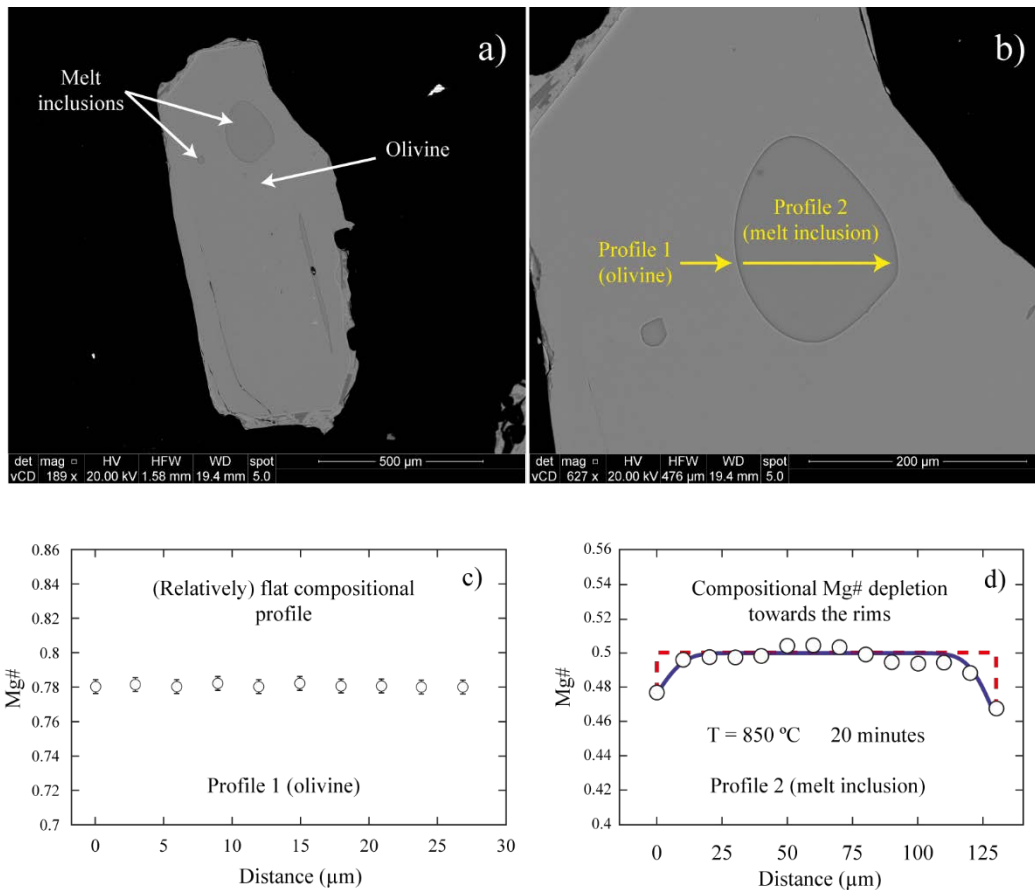 a)
Melt
inclusions
Olivine
det mag □ HV HFW WD spot
vCD 189 x 20.00 kV 1.58 mm 19.4 mm 5.0
500 µm
b)
Profile 2
(melt inclusion)
Profile 1
(olivine)
det mag □ HV HFW WD spot
vCD 627 x 20.00 kV 476 µm 19.4 mm 5.0
200 µm
c)
(Relatively) flat compositional
profile
Profile 1 (olivine)
Mg#
0.86
0.84
0.82
0.8
0.78
0.76
0.74
0.72
0.7
0 5 10 15 20 25 30
Distance (µm)
d)
Compositional Mg# depletion
towards the rims
T = 850 ºC 20 minutes
Profile 2 (melt inclusion)
Mg#
0.56
0.54
0.52
0.5
0.48
0.46
0.44
0.42
0.4
0 25 50 75 100 125
Distance (µm)